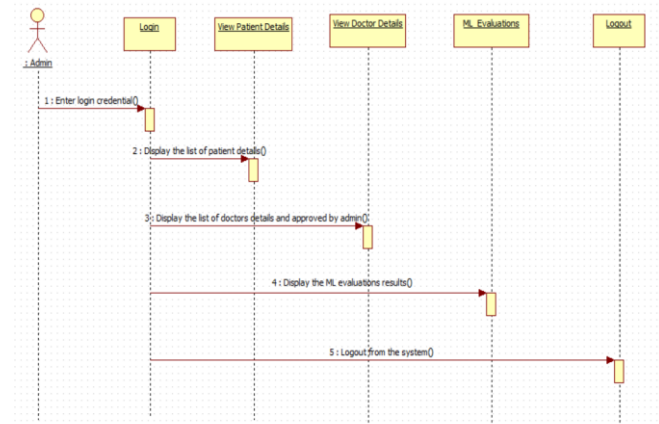 Login
View Patient Details
View Doctor Details
ML_Evaluations
Logout
: Admin
1 : Enter login credential()
2 : Display the list of patient details()
3 : Display the list of doctors details and approved by admin()
4 : Display the ML evaluations results()
5 : Logout from the system()